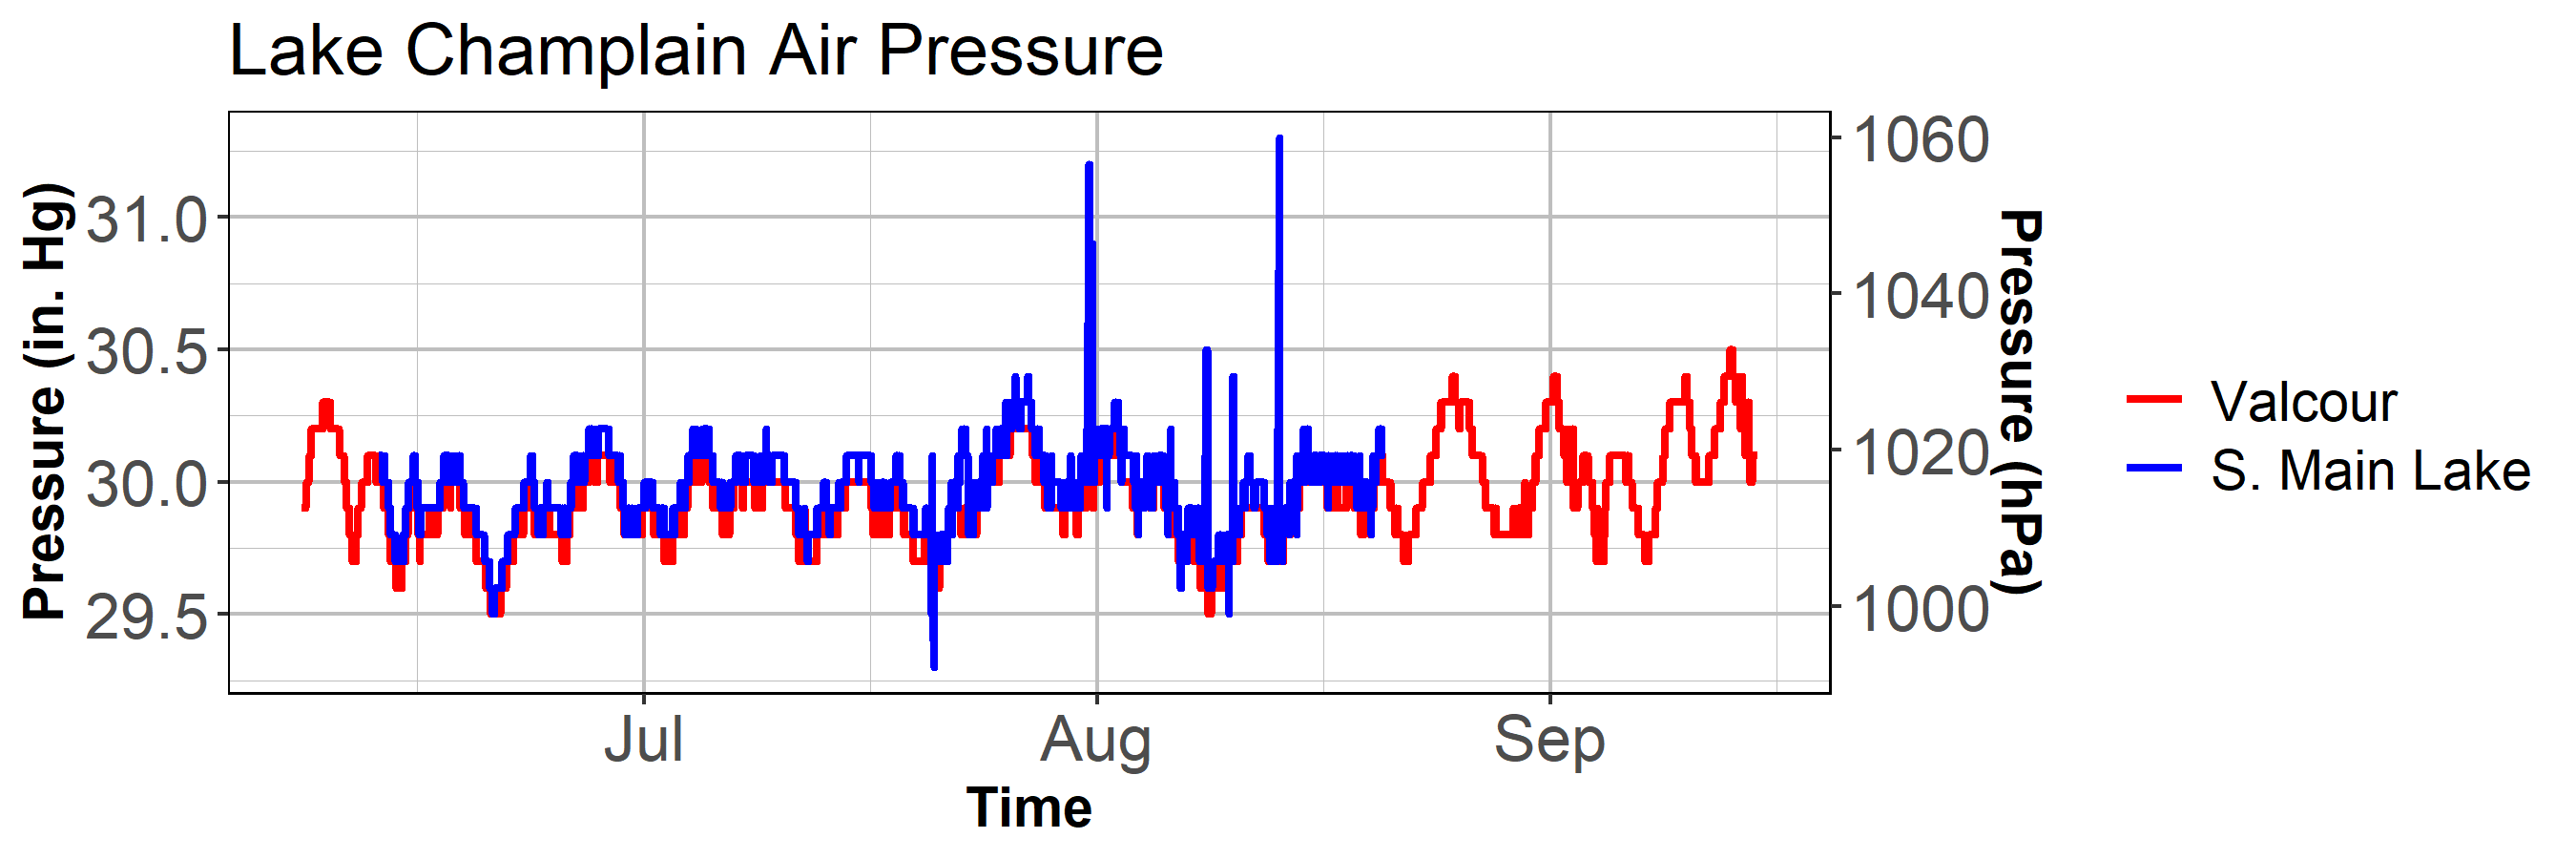 Lake Champlain Air Pressure
Pressure (in. Hg)
31.0
30.5
30.0
29.5
1060
1040
1020
1000
Pressure (hPa)
Jul Aug Sep
Time
Valcour
S. Main Lake